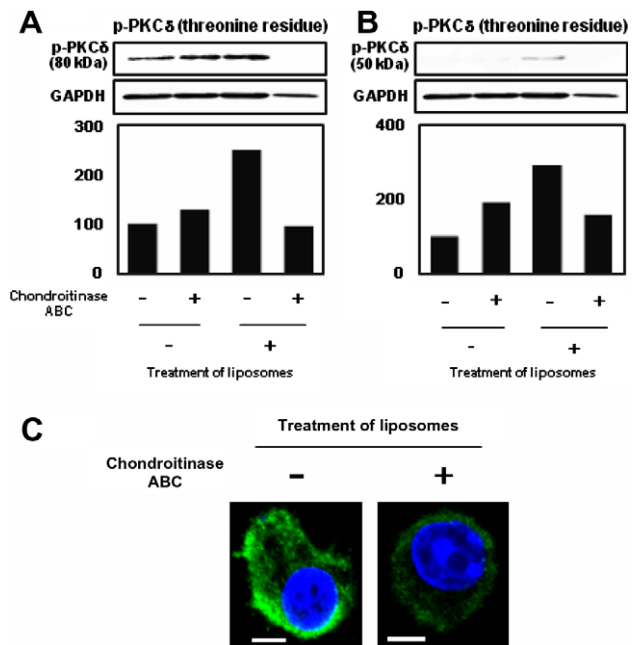 A
p-PKCδ (threonine residue)
p-PKCδ
(80 kDa)
GAPDH
300
200
100
0
Chondroitinase
ABC
- + - +
- +
Treatment of liposomes
B
p-PKCδ (threonine residue)
p-PKCδ
(50 kDa)
GAPDH
400
200
0
- + - +
- +
Treatment of liposomes
C
Treatment of liposomes
Chondroitinase
ABC
- +